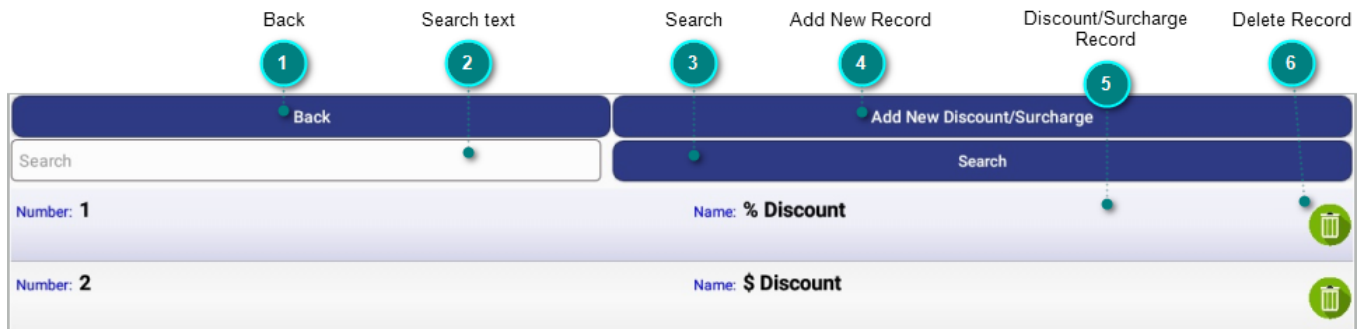 Back
Search text
Search
Add New Record
Discount/Surcharge
Record
Delete Record
1
2
3
4
5
6
Back
Add New Discount/Surcharge
Search
Search
Number: 1
Name: % Discount
Number: 2
Name: $ Discount